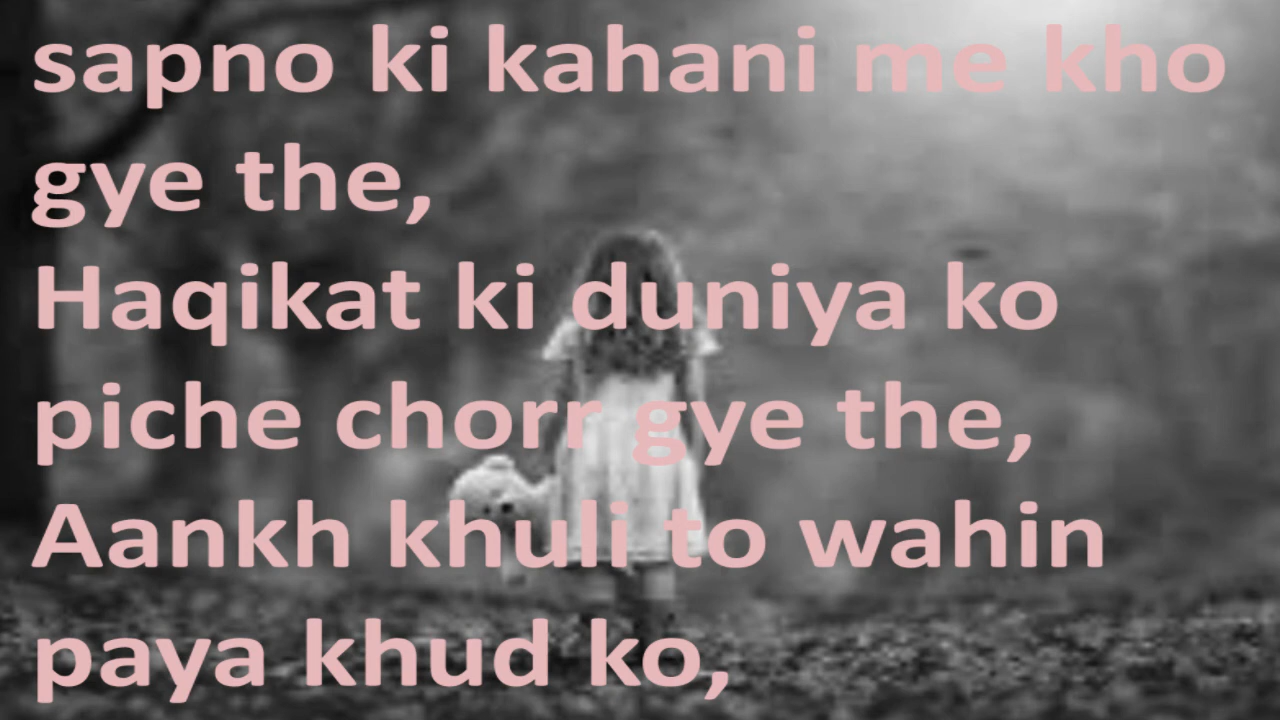 sapno ki kahani me kho
gye the,
Haqikat ki duniya ko
piche chorr gye the,
Aankh khuli to wahin
paya khud ko,